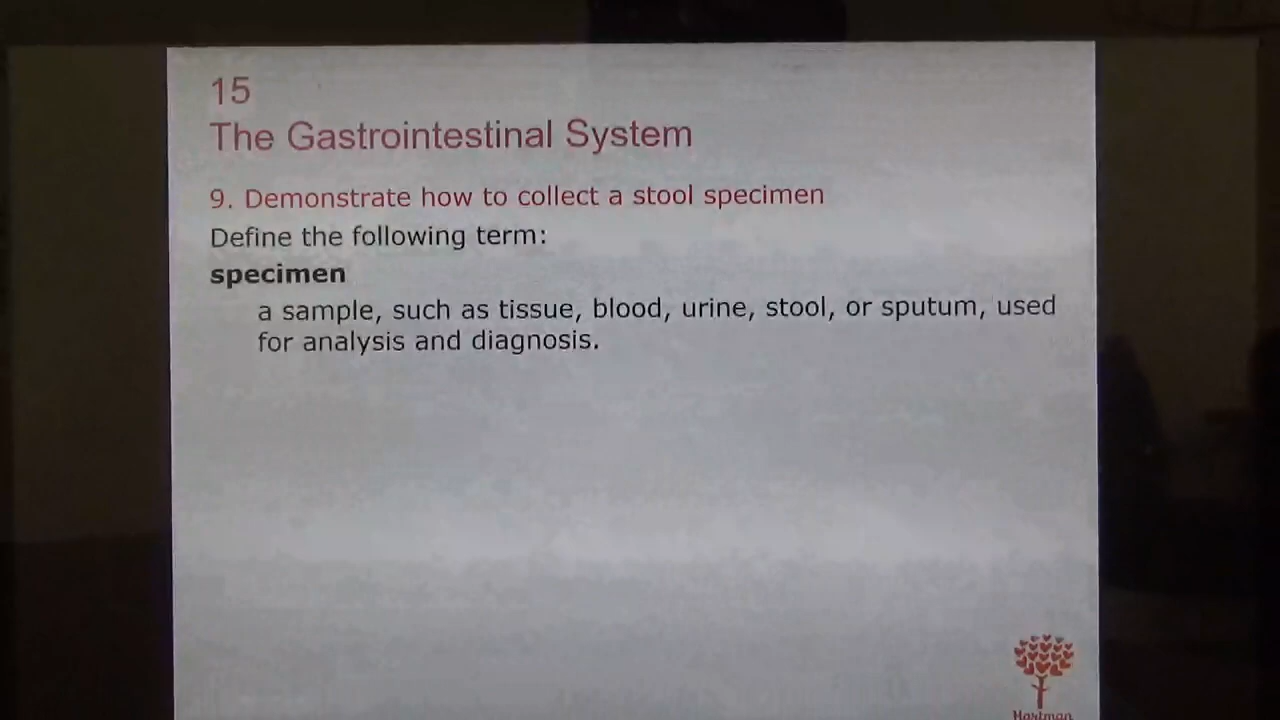 15
The Gastrointestinal System
9. Demonstrate how to collect a stool specimen
Define the following term:
specimen
a sample, such as tissue, blood, urine, stool, or sputum, used
for analysis and diagnosis.
Hartman